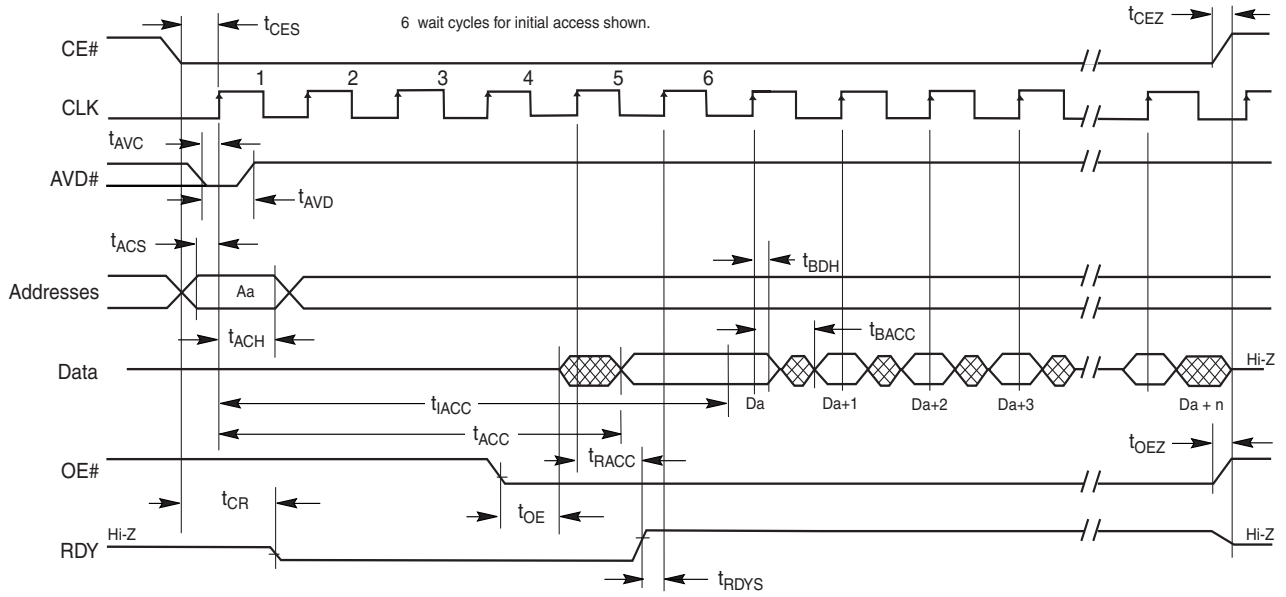 6 wait cycles for initial access shown.
tCES
tCEZ
CE#
1 2 3 4 5 6
CLK
tAVC
AVD#
tAVD
tACS
tBDH
Addresses
Aa
tACH
tBACC
Data
Hi-Z
tIACC
Da Da+1 Da+2 Da+3 Da + n
tACC
tOEZ
tRACC
OE#
tCR
tOE
Hi-Z
Hi-Z
RDY
tRDYS